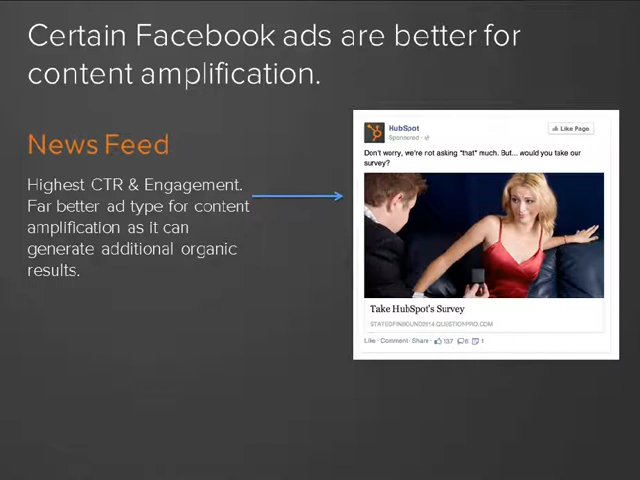 Certain Facebook ads are better for
content amplification.
News Feed
Highest CTR & Engagement.
Far better ad type for content
amplification as it can
generate additional organic
results.
HubSpot
Sponsored
Like Page
Don't worry, we're not asking *that* much. But... would you take our
survey?
Take HubSpot's Survey
STATEOFINBOUND2014.QUESTIONPRO.COM
Like · Comment · Share · 137 6 1